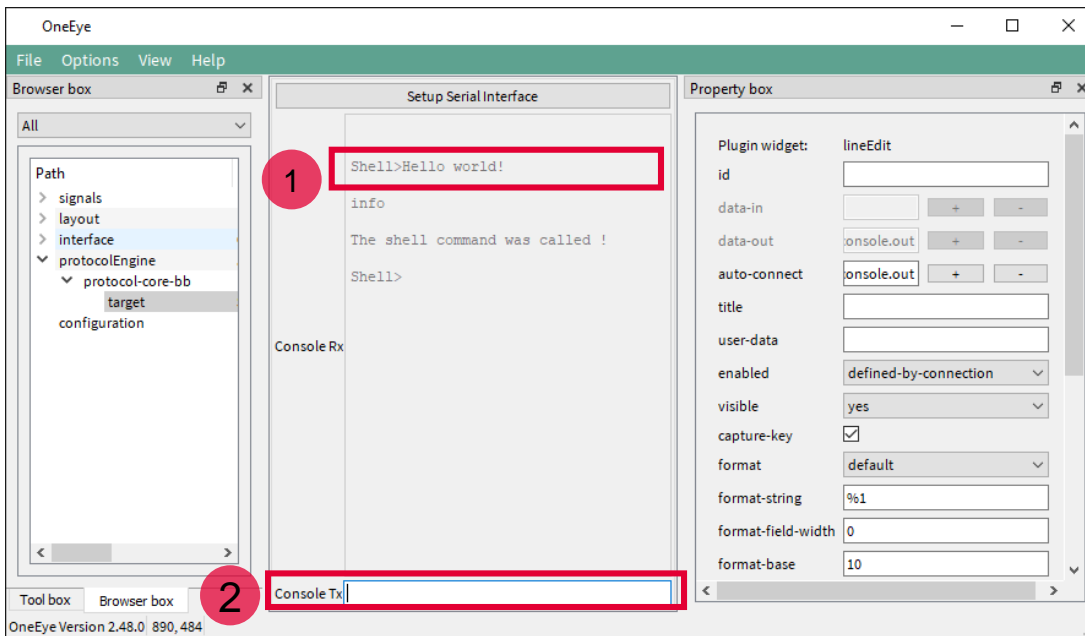 OneEye
File Options View Help
Browser box
All
Path
signals
layout
interface
protocolEngine
protocol-core-bb
target
configuration
Tool box Browser box
OneEye Version 2.48.0 890,484
Setup Serial Interface
1
Shell>Hello world!
info
The shell command was called !
Shell>
Console Rx
2
Console Tx
Property box
Plugin widget: lineEdit
id
data-in + -
data-out console.out + -
auto-connect console.out + -
title
user-data
enabled defined-by-connection
visible yes
capture-key
format default
format-string %1
format-field-width 0
format-base 10